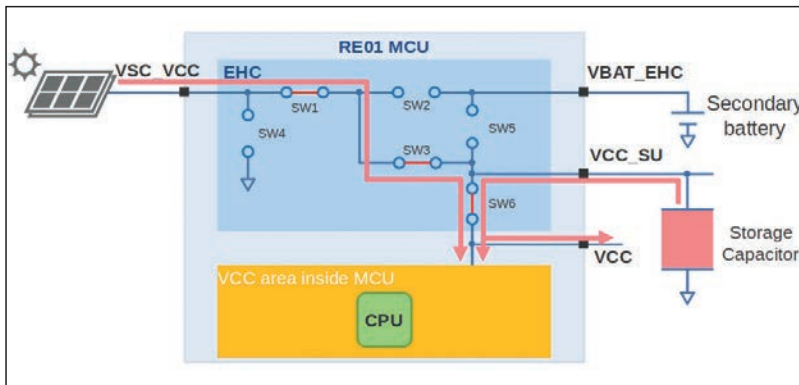 RE01 MCU
VSC_VCC
EHC
VBAT_EHC
SW1
SW2
Secondary
battery
SW4
SW5
SW3
VCC_SU
SW6
Storage
Capacitor
VCC
VCC area inside MCU
CPU